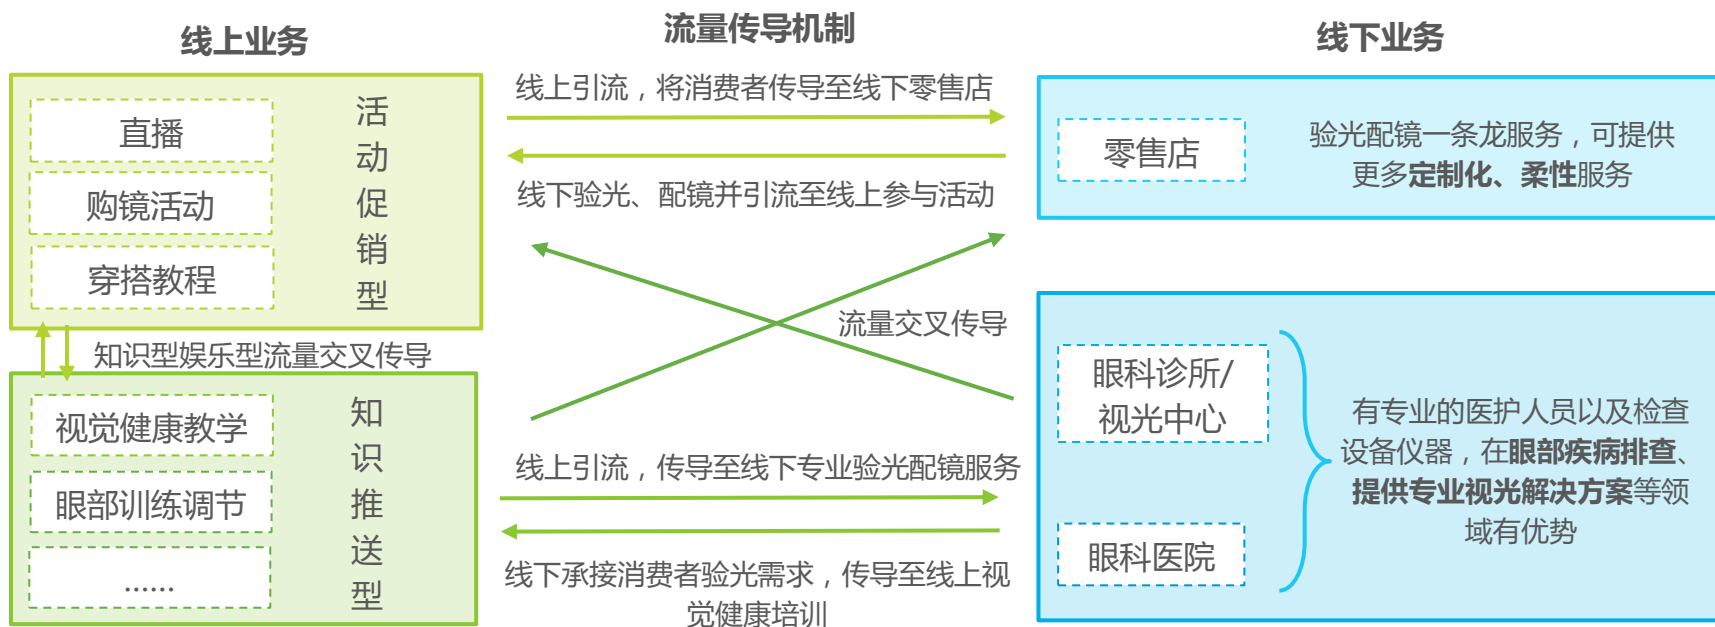 线上业务
流量传导机制
线下业务
直播
购镜活动
穿搭教程
活
动
促
销
型
知识型娱乐型流量交叉传导
视觉健康教学
眼部训练调节
......
知
识
推
送
型
线上引流，将消费者传导至线下零售店
线下验光、配镜并引流至线上参与活动
流量交叉传导
线上引流，传导至线下专业验光配镜服务
线下承接消费者验光需求，传导至线上视
觉健康培训
零售店
验光配镜一条龙服务，可提供
更多定制化、柔性服务
眼科诊所/
视光中心
眼科医院
有专业的医护人员以及检查
设备仪器，在眼部疾病排查、
提供专业视光解决方案等领
域有优势